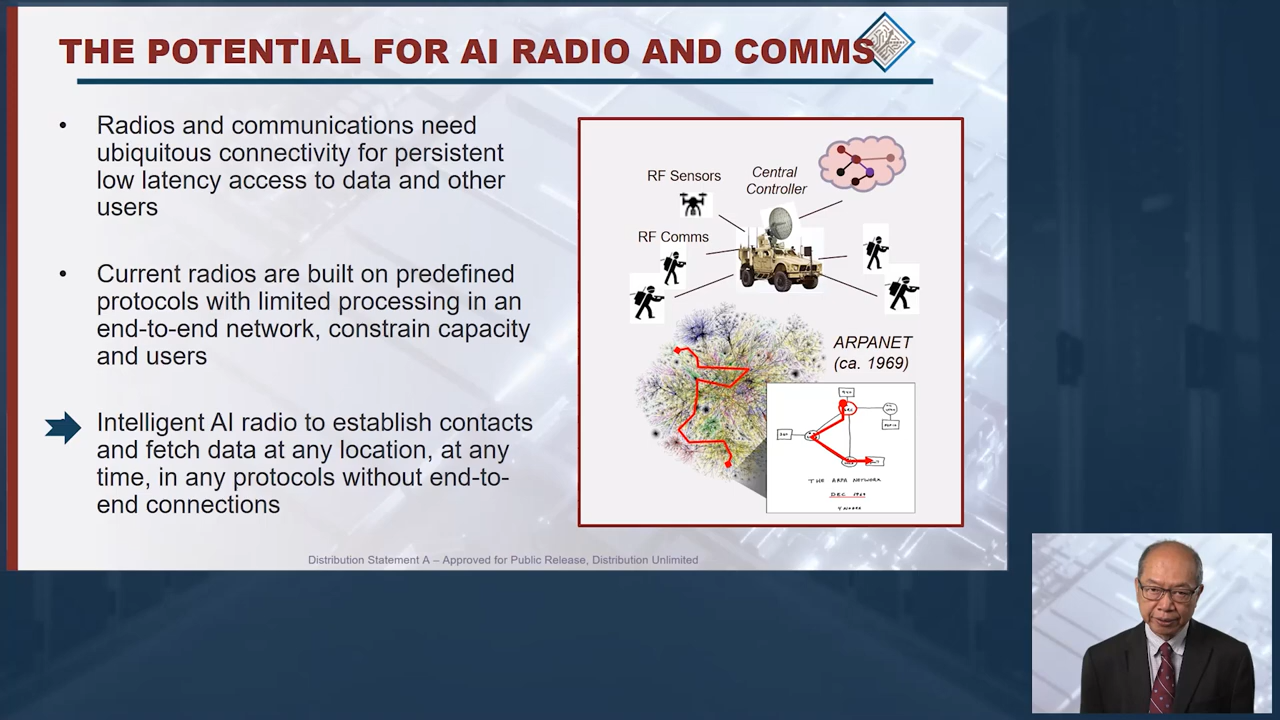 THE POTENTIAL FOR AI RADIO AND COMMS
Radios and communications need
ubiquitous connectivity for persistent
low latency access to data and other
users
Current radios are built on predefined
protocols with limited processing in an
end-to-end network, constrain capacity
and users
Intelligent AI radio to establish contacts
and fetch data at any location, at any
time, in any protocols without end-to-
end connections
RF Sensors
Central
Controller
RF Comms
ARPANET
(ca. 1969)
THE ARPA NETWORK
DEC 1969
Distribution Statement A – Approved for Public Release, Distribution Unlimited